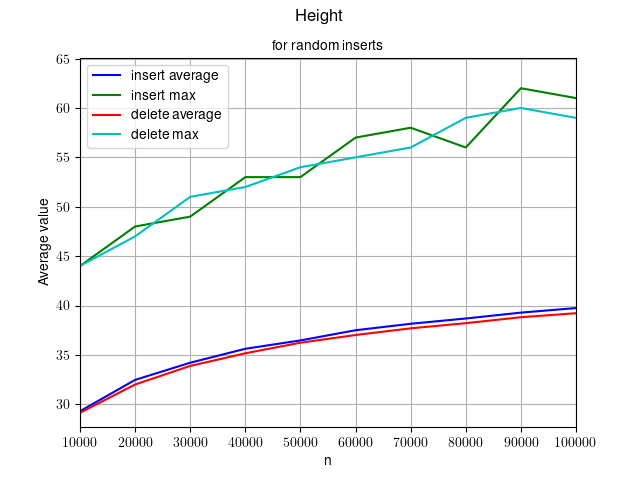 Height
for random inserts
65
60
55
50
45
40
35
30
Average value
insert average
insert max
delete average
delete max
10000 20000 30000 40000 50000 60000 70000 80000 90000 100000
n